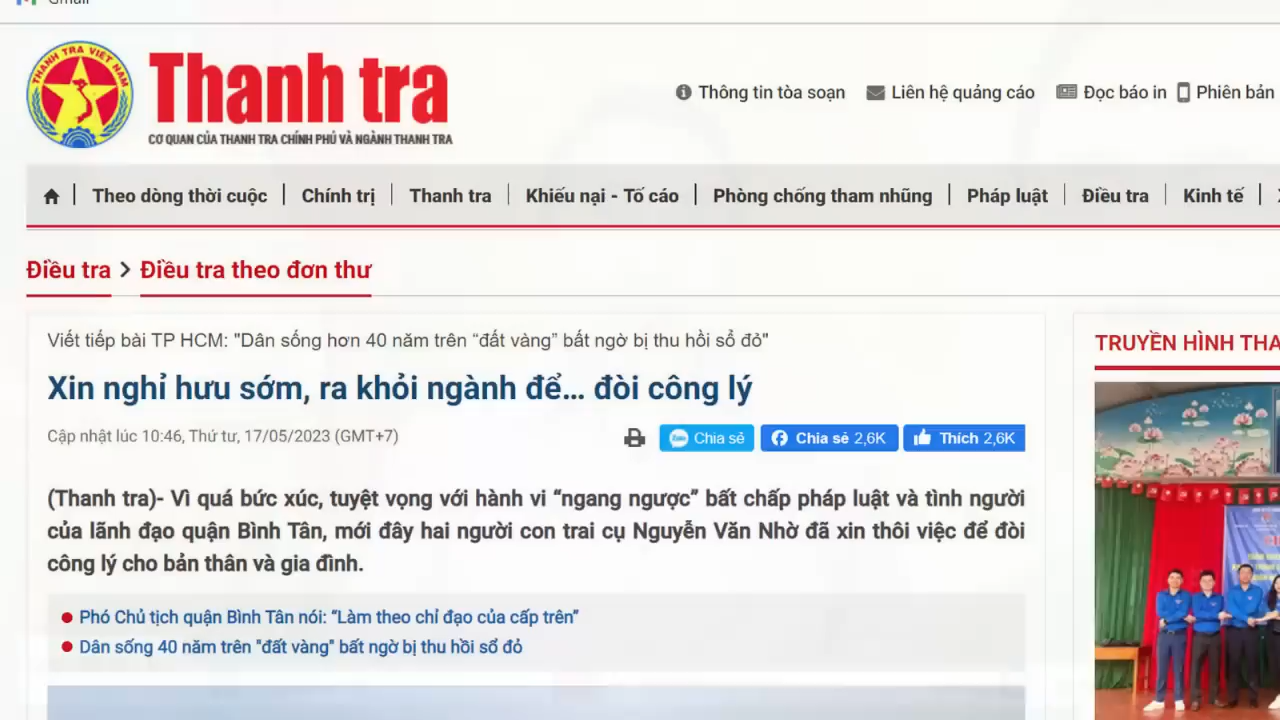 Gmail
THANH TRA VIỆT NAM
Thanh tra
CƠ QUAN CỦA THANH TRA CHÍNH PHỦ VÀ NGÀNH THANH TRA
Thông tin tòa soạn
Liên hệ quảng cáo
Đọc báo in
Phiên bản
Theo dòng thời cuộc
Chính trị
Thanh tra
Khiếu nại - Tố cáo
Phòng chống tham nhũng
Pháp luật
Điều tra
Kinh tế
Điều tra > Điều tra theo đơn thư
Viết tiếp bài TP HCM: "Dân sống hơn 40 năm trên “đất vàng” bất ngờ bị thu hồi sổ đỏ"
Xin nghỉ hưu sớm, ra khỏi ngành để... đòi công lý
Cập nhật lúc 10:46, Thứ tư, 17/05/2023 (GMT+7)
Zalo Chia sẻ
Chia sẻ 2,6K
Thích 2,6K
(Thanh tra)- Vì quá bức xúc, tuyệt vọng với hành vi “ngang ngược” bất chấp pháp luật và tình người
của lãnh đạo quận Bình Tân, mới đây hai người con trai cụ Nguyễn Văn Nhờ đã xin thôi việc để đòi
công lý cho bản thân và gia đình.
Phó Chủ tịch quận Bình Tân nói: “Làm theo chỉ đạo của cấp trên”
Dân sống 40 năm trên "đất vàng" bất ngờ bị thu hồi sổ đỏ
TRUYỀN HÌNH THA